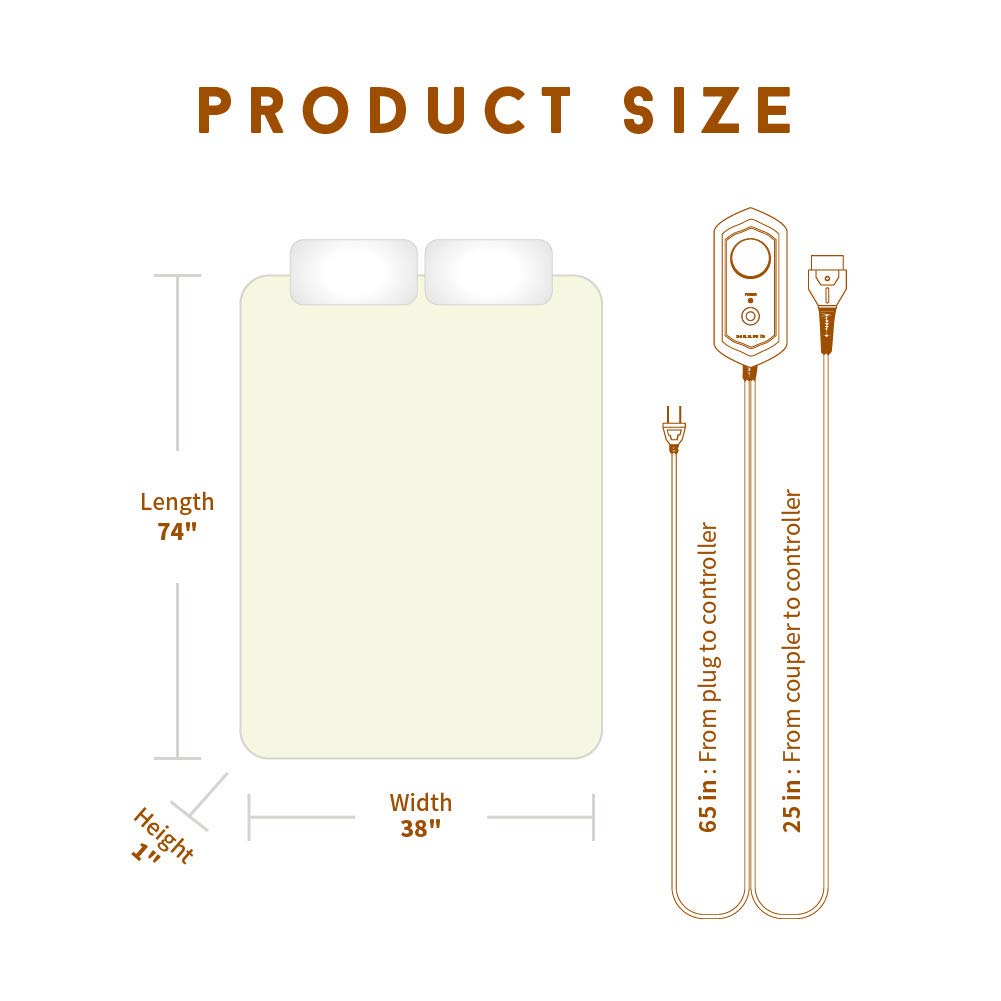 PRODUCT SIZE
POWER
Length
74"
65 in : From plug to controller
25 in : From coupler to controller
Width
38"
Height
1"